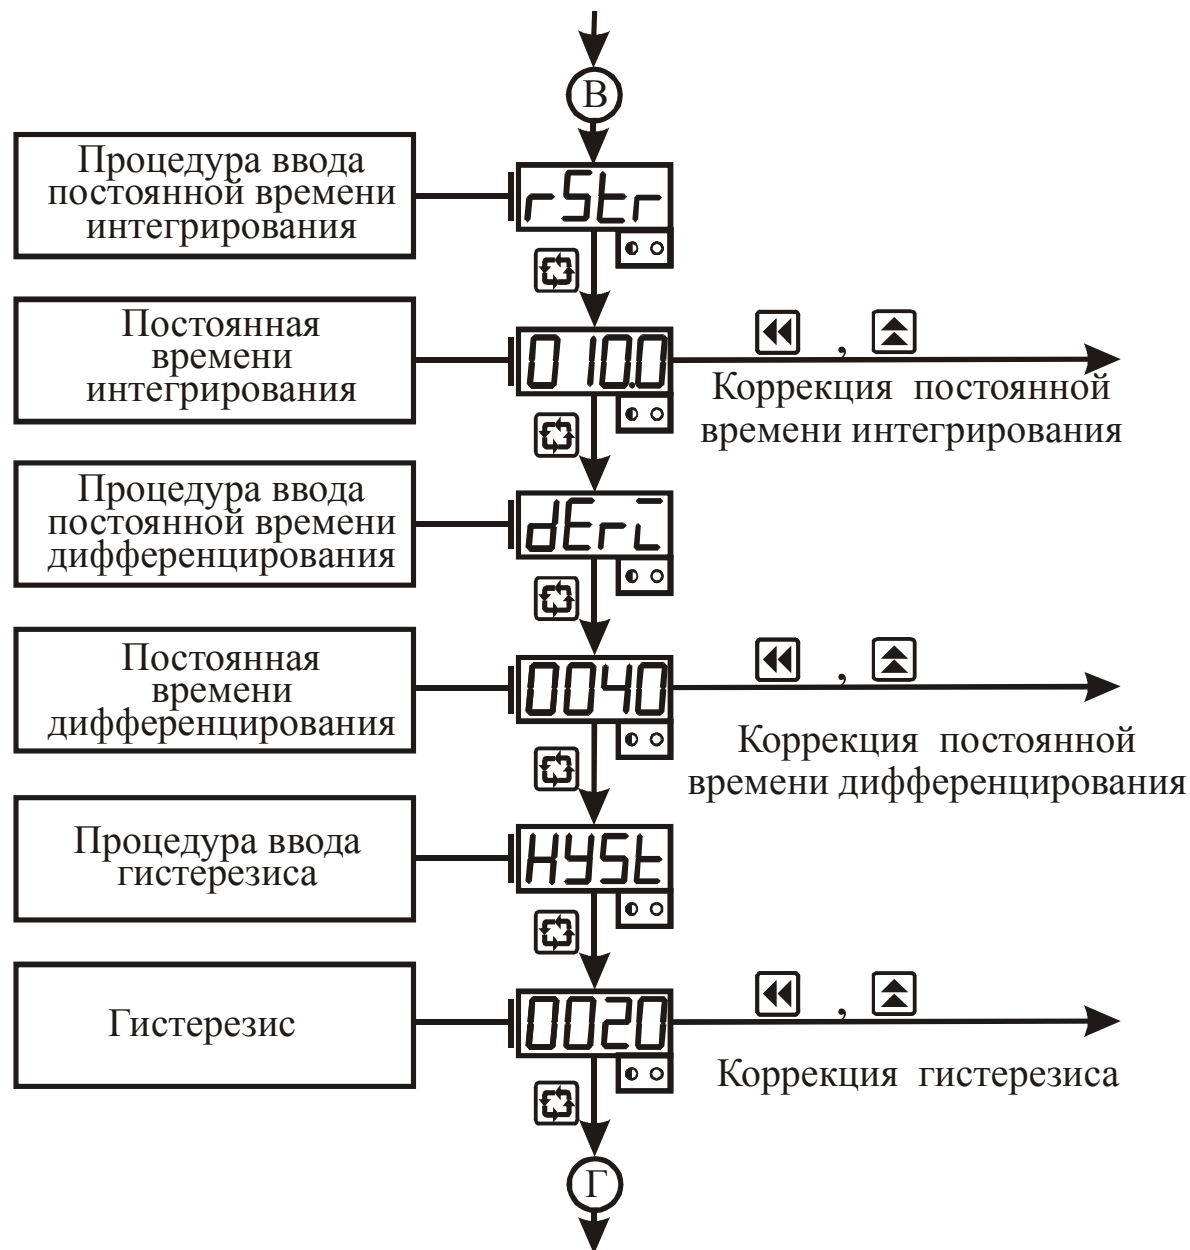 В
Процедура ввода
постоянной времени
интегрирования
rStr
Постоянная
времени
интегрирования
010.0
,
Коррекция постоянной
времени интегрирования
Процедура ввода
постоянной времени
дифференцирования
dEri
Постоянная
времени
дифференцирования
0040
,
Коррекция постоянной
времени дифференцирования
Процедура ввода
гистерезиса
HYSt
Гистерезис
0020
,
Коррекция гистерезиса
Г